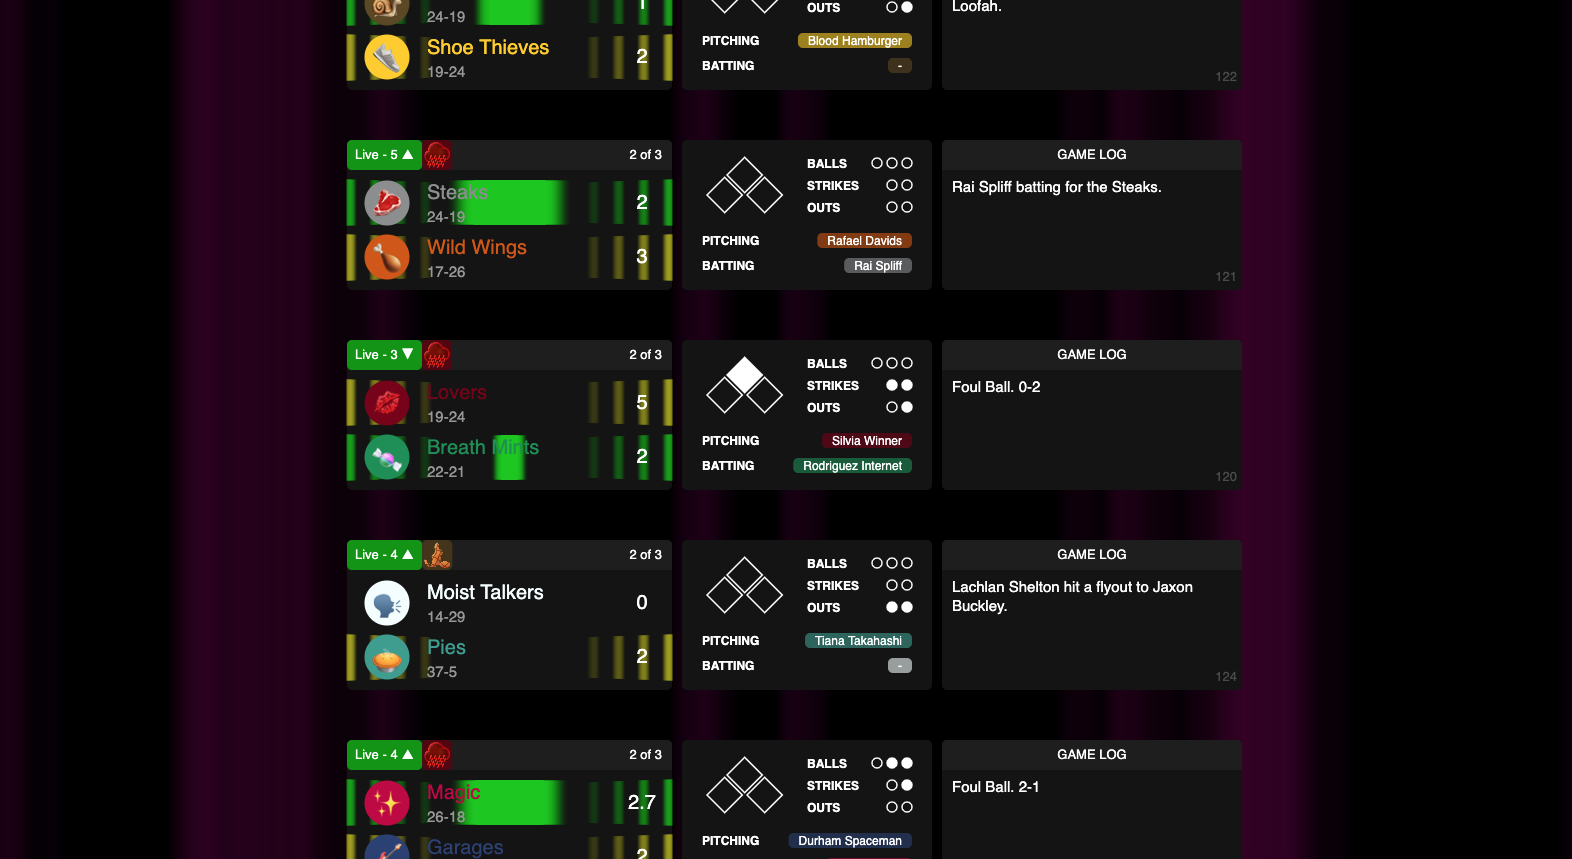 24-19
1
OUTS
Loofah.
Shoe Thieves
19-24
2
PITCHING
Blood Hamburger
BATTING
-
122
Live - 5 ▲
2 of 3
Steaks
24-19
2
Wild Wings
17-26
3
BALLS
STRIKES
OUTS
PITCHING
Rafael Davids
BATTING
Rai Spliff
GAME LOG
Rai Spliff batting for the Steaks.
121
Live - 3 ▼
2 of 3
Lovers
19-24
5
Breath Mints
22-21
2
BALLS
STRIKES
OUTS
PITCHING
Silvia Winner
BATTING
Rodriguez Internet
GAME LOG
Foul Ball. 0-2
120
Live - 4 ▲
2 of 3
Moist Talkers
14-29
0
Pies
37-5
2
BALLS
STRIKES
OUTS
PITCHING
Tiana Takahashi
BATTING
-
GAME LOG
Lachlan Shelton hit a flyout to Jaxon
Buckley.
124
Live - 4 ▲
2 of 3
Magic
26-18
2.7
Garages
2
BALLS
STRIKES
OUTS
PITCHING
Durham Spaceman
GAME LOG
Foul Ball. 2-1